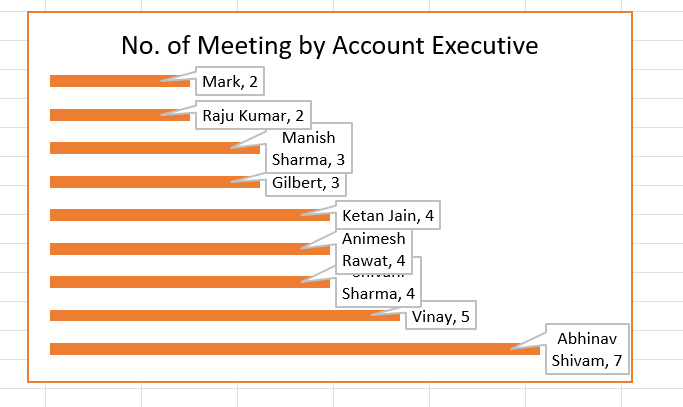 No. of Meeting by Account Executive
Mark, 2
Raju Kumar, 2
Manish
Sharma, 3
Gilbert, 3
Ketan Jain, 4
Animesh
Rawat, 4
Sharma, 4
Vinay, 5
Abhinav
Shivam, 7